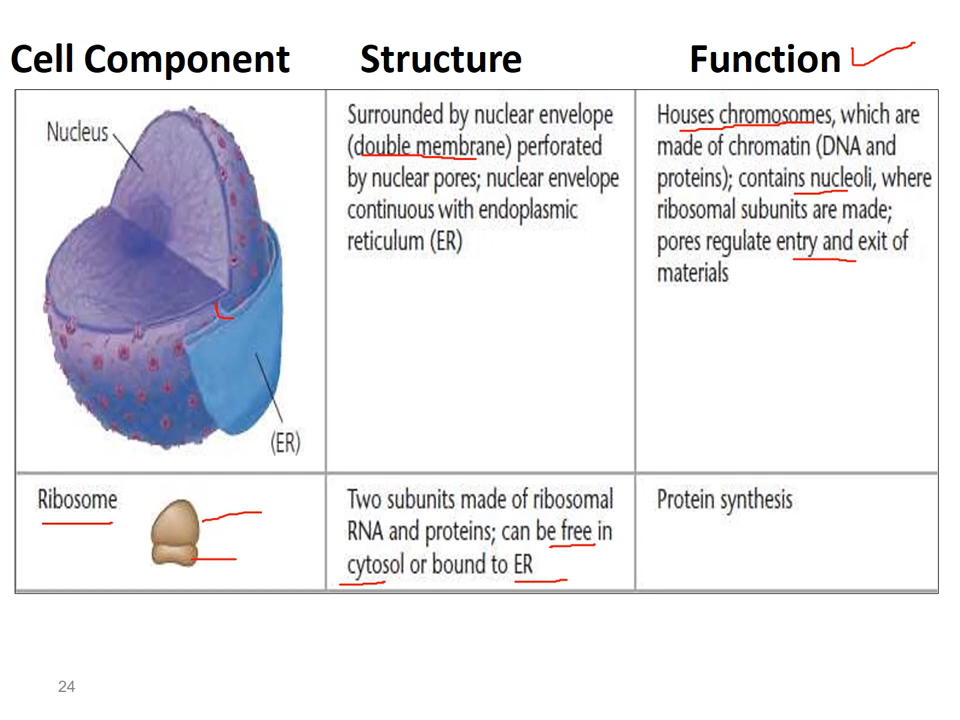 Cell Component Structure Function
Nucleus
(ER)
Surrounded by nuclear envelope
(double membrane) perforated
by nuclear pores; nuclear envelope
continuous with endoplasmic
reticulum (ER)
Houses chromosomes, which are
made of chromatin (DNA and
proteins); contains nucleoli, where
ribosomal subunits are made;
pores regulate entry and exit of
materials
Ribosome
Two subunits made of ribosomal
RNA and proteins; can be free in
cytosol or bound to ER
Protein synthesis
24